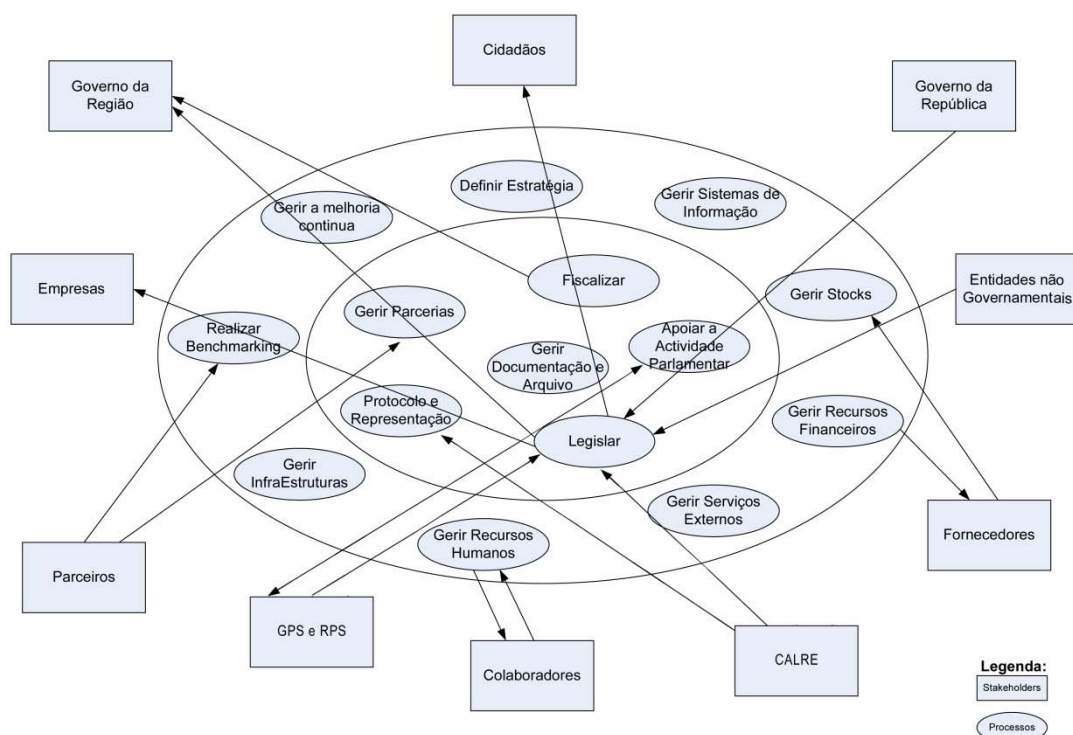 Cidadãos
Governo da
Região
Governo da
República
Definir Estratégia
Gerir Sistemas de
Informação
Gerir a melhoria
continua
Empresas
Fiscalizar
Entidades não
Governamentais
Gerir Stocks
Gerir Parcerias
Realizar
Benchmarking
Apoiar a
Actividade
Parlamentar
Gerir
Documentação e
Arquivo
Protocolo e
Representação
Gerir Recursos
Financeiros
Legislar
Gerir
InfraEstruturas
Gerir Serviços
Externos
Gerir Recursos
Humanos
Fornecedores
Parceiros
GPS e RPS
Colaboradores
CALRE
Legenda:
Stakeholders
Processos